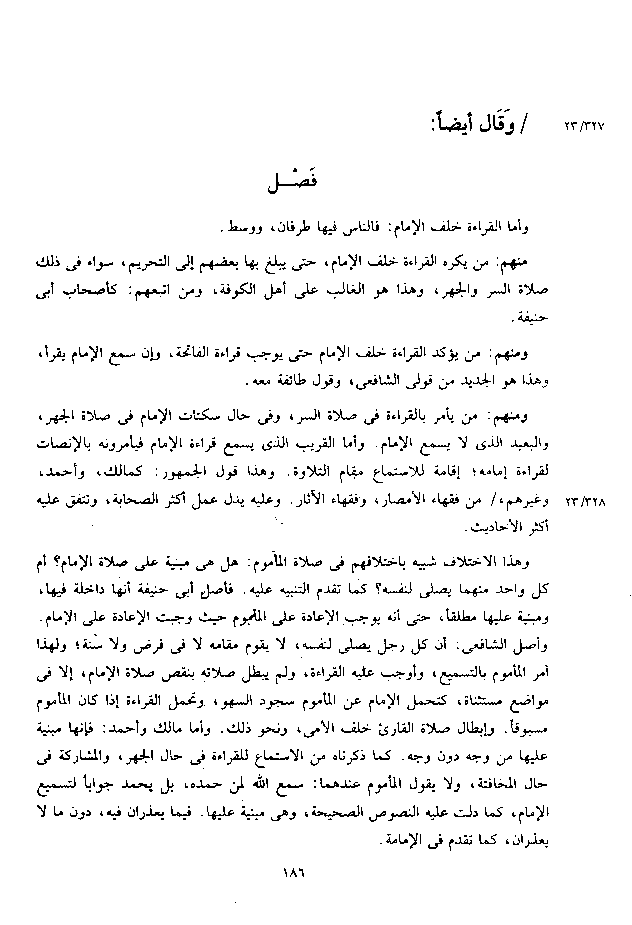 ٢٣/٣٢٧ / وَقَال أيضاً:
فَصْــل
وأما القراءة خلف الإمام: فالناس فيها طرفان، ووسط.
منهم: من يكره القراءة خلف الإمام، حتى يبلغ بها بعضهم إلى التحريم، سواء فى ذلك
صلاة السر والجهر، وهذا هو الغالب على أهل الكوفة، ومن اتبعهم: كأصحاب أبى
حنيفة.
ومنهم: من يؤكد القراءة خلف الإمام حتى يوجب قراءة الفاتحة، وإن سمع الإمام يقرأ،
وهذا هو الجديد من قولى الشافعى، وقول طائفة معه.
ومنهم: من يأمر بالقراءة فى صلاة السر، وفى حال سكتات الإمام فى صلاة الجهر،
والبعيد الذى لا يسمع الإمام. وأما القريب الذى يسمع قراءة الإمام فيأمرونه بالإنصات
لقراءة إمامه؛ إقامة للاستماع مقام التلاوة. وهذا قول الجمهور: كمالك، وأحمد،
٢٣/٣٢٨ وغيرهم،/ من فقهاء الأمصار، وفقهاء الآثار. وعليه يدل عمل أكثر الصحابة، وتتفق عليه
أكثر الأحاديث.
وهذا الاختلاف شبيه باختلافهم فى صلاة المأموم: هل هى مبنية على صلاة الإمام؟ أم
كل واحد منهما يصلى لنفسه؟ كما تقدم التنبيه عليه. فأصل أبى حنيفة أنها داخلة فيها،
ومبنية عليها مطلقاً، حتى أنه يوجب الإعادة على المأموم حيث وجبت الإعادة على الإمام.
وأصل الشافعى: أن كل رجل يصلى لنفسه، لا يقوم مقامه لا فى فرض ولا سنة؛ ولهذا
أمر المأموم بالتسميع، وأوجب عليه القراءة، ولم يبطل صلاته بنقص صلاة الإمام، إلا فى
مواضع مستثناة، كتحمل الإمام عن المأموم سجود السهو، وتحمل القراءة إذا كان المأموم
مسبوقاً. وإبطال صلاة القارئ خلف الأمى، ونحو ذلك. وأما مالك وأحمد: فإنها مبنية
عليها من وجه دون وجه. كما ذكرناه من الاستماع للقراءة فى حال الجهر، والمشاركة فى
حال المخافتة، ولا يقول المأموم عندهما: سمع الله لمن حمده، بل يحمد جواباً لتسميع
الإمام، كما دلت عليه النصوص الصحيحة، وهى مبنية عليها. فيما يعذران فيه، دون ما لا
يعذران، كما تقدم فى الإمامة.
١٨٦